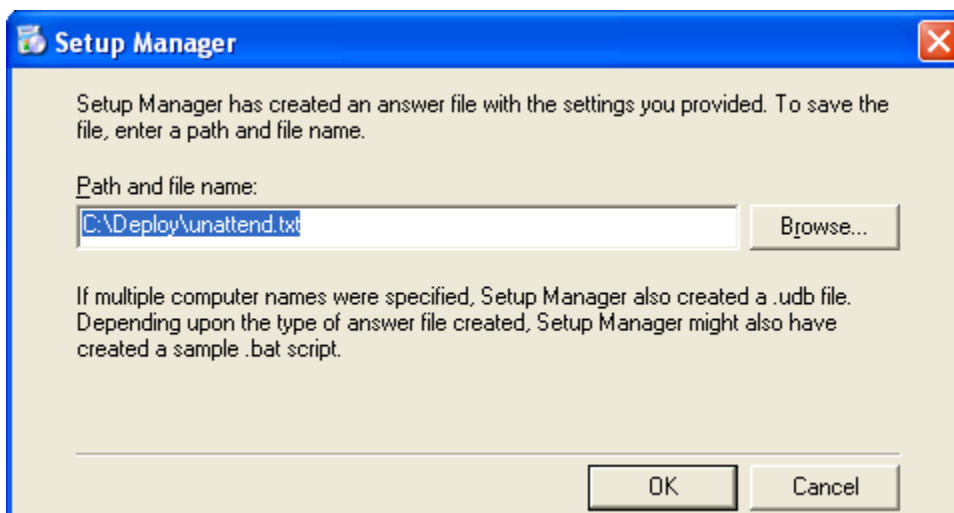 Setup Manager
Setup Manager has created an answer file with the settings you provided. To save the
file, enter a path and file name.
Path and file name:
C:\Deploy\unattend.txt
Browse...
If multiple computer names were specified, Setup Manager also created a .udb file.
Depending upon the type of answer file created, Setup Manager might also have
created a sample .bat script.
OK
Cancel